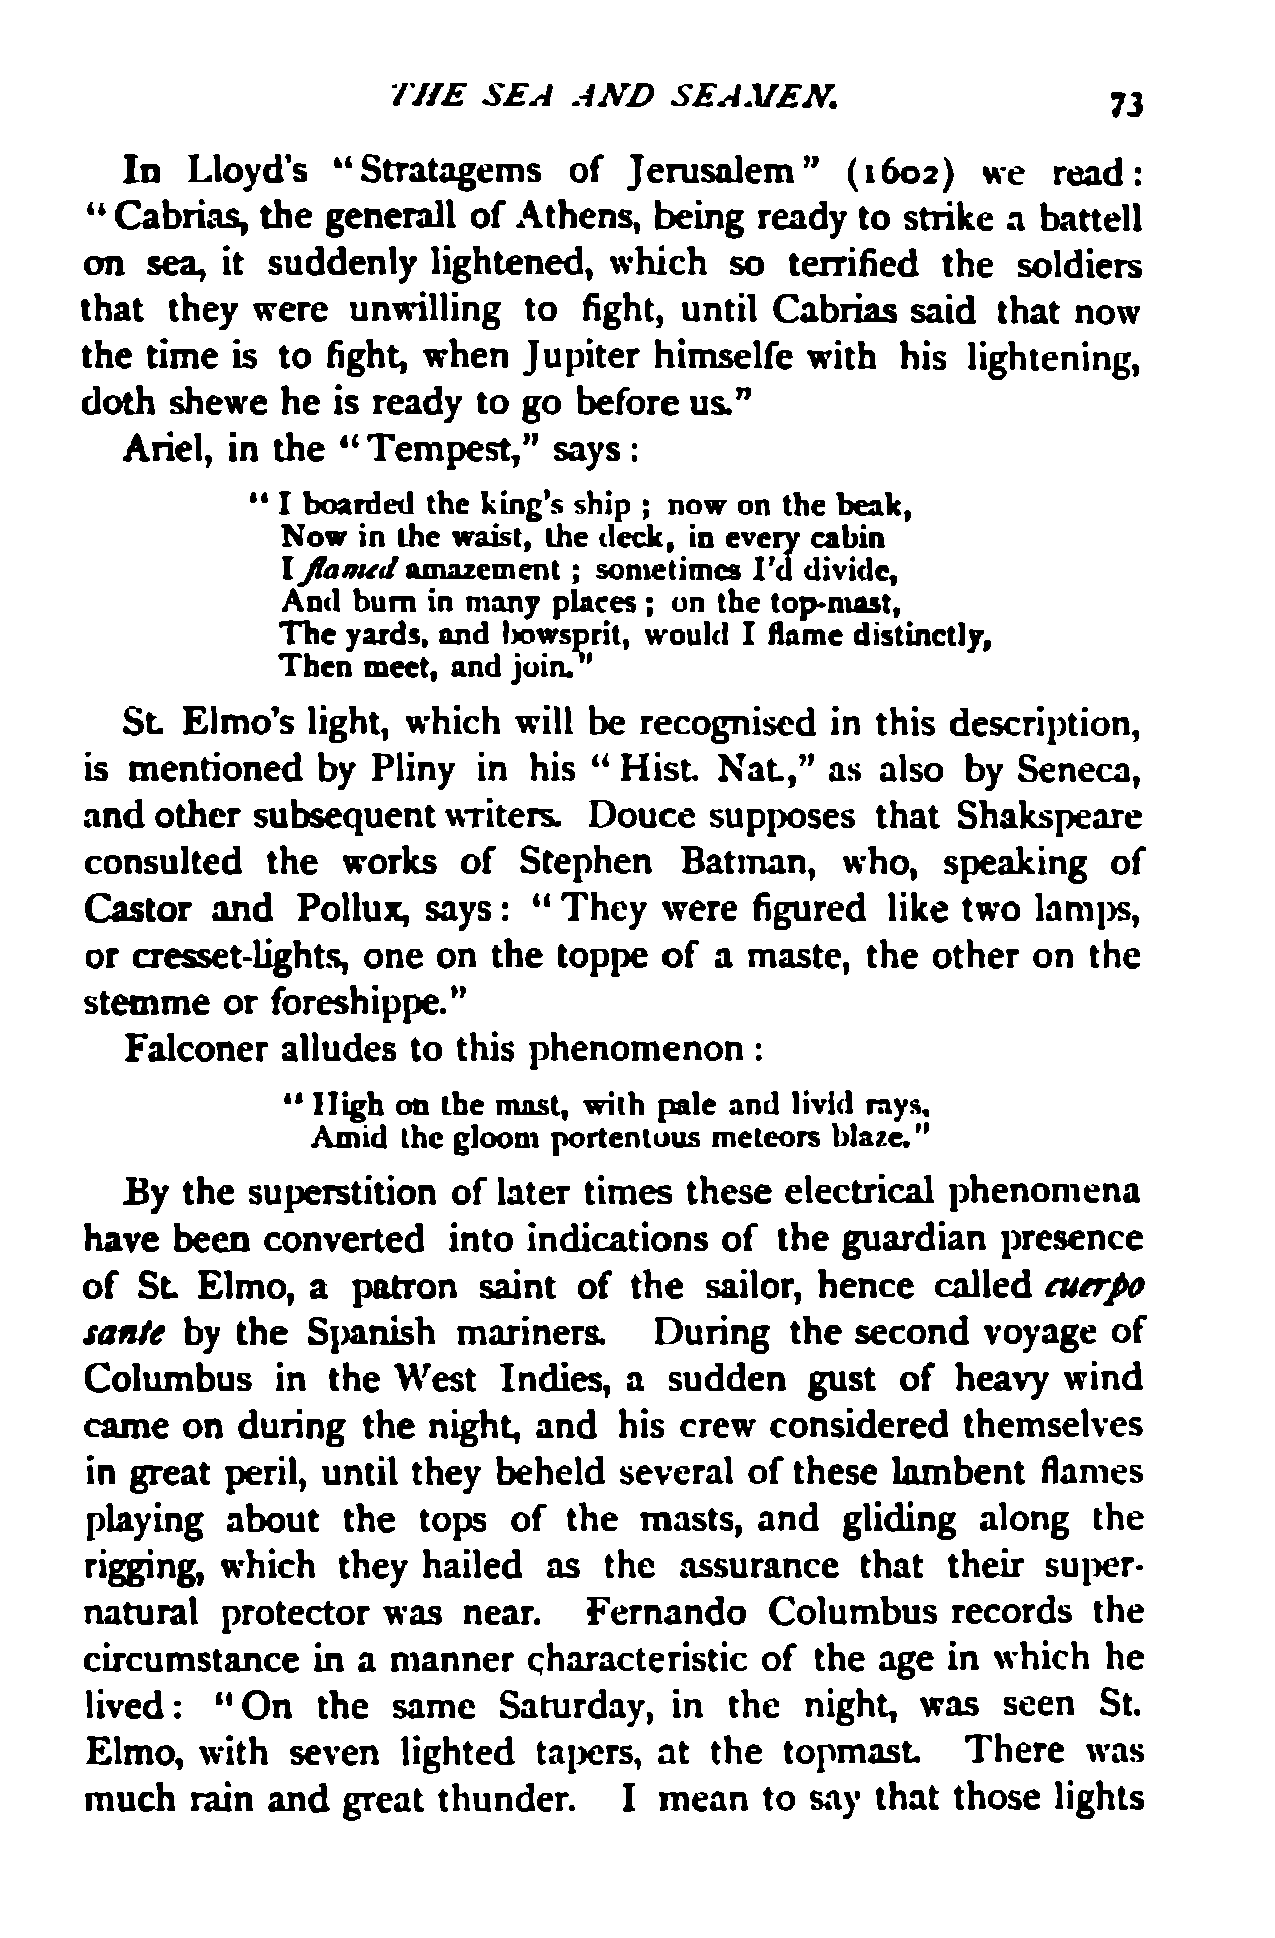 THE SEA AND SEAMEN. 73
In Lloyd's "Stratagems of Jerusalem" (1602) we read:
"Cabrias, the generall of Athens, being ready to strike a battell
on sea, it suddenly lightened, which so terrified the soldiers
that they were unwilling to fight, until Cabrias said that now
the time is to fight, when Jupiter himselfe with his lightening,
doth shewe he is ready to go before us."
Ariel, in the "Tempest," says:
"I boarded the king's ship; now on the beak,
Now in the waist, the deck, in every cabin
I flamed amazement; sometimes I'd divide,
And burn in many places; on the top-mast,
The yards, and bowsprit, would I flame distinctly,
Then meet, and join."
St. Elmo's light, which will be recognised in this description,
is mentioned by Pliny in his "Hist. Nat.," as also by Seneca,
and other subsequent writers. Douce supposes that Shakspeare
consulted the works of Stephen Batman, who, speaking of
Castor and Pollux, says: "They were figured like two lamps,
or cresset-lights, one on the toppe of a maste, the other on the
stemme or foreshippe."
Falconer alludes to this phenomenon:
"High on the mast, with pale and livid rays,
Amid the gloom portentous meteors blaze."
By the superstition of later times these electrical phenomena
have been converted into indications of the guardian presence
of St. Elmo, a patron saint of the sailor, hence called cuerpo
sante by the Spanish mariners. During the second voyage of
Columbus in the West Indies, a sudden gust of heavy wind
came on during the night, and his crew considered themselves
in great peril, until they beheld several of these lambent flames
playing about the tops of the masts, and gliding along the
rigging, which they hailed as the assurance that their super-
natural protector was near. Fernando Columbus records the
circumstance in a manner characteristic of the age in which he
lived: "On the same Saturday, in the night, was seen St.
Elmo, with seven lighted tapers, at the topmast. There was
much rain and great thunder. I mean to say that those lights